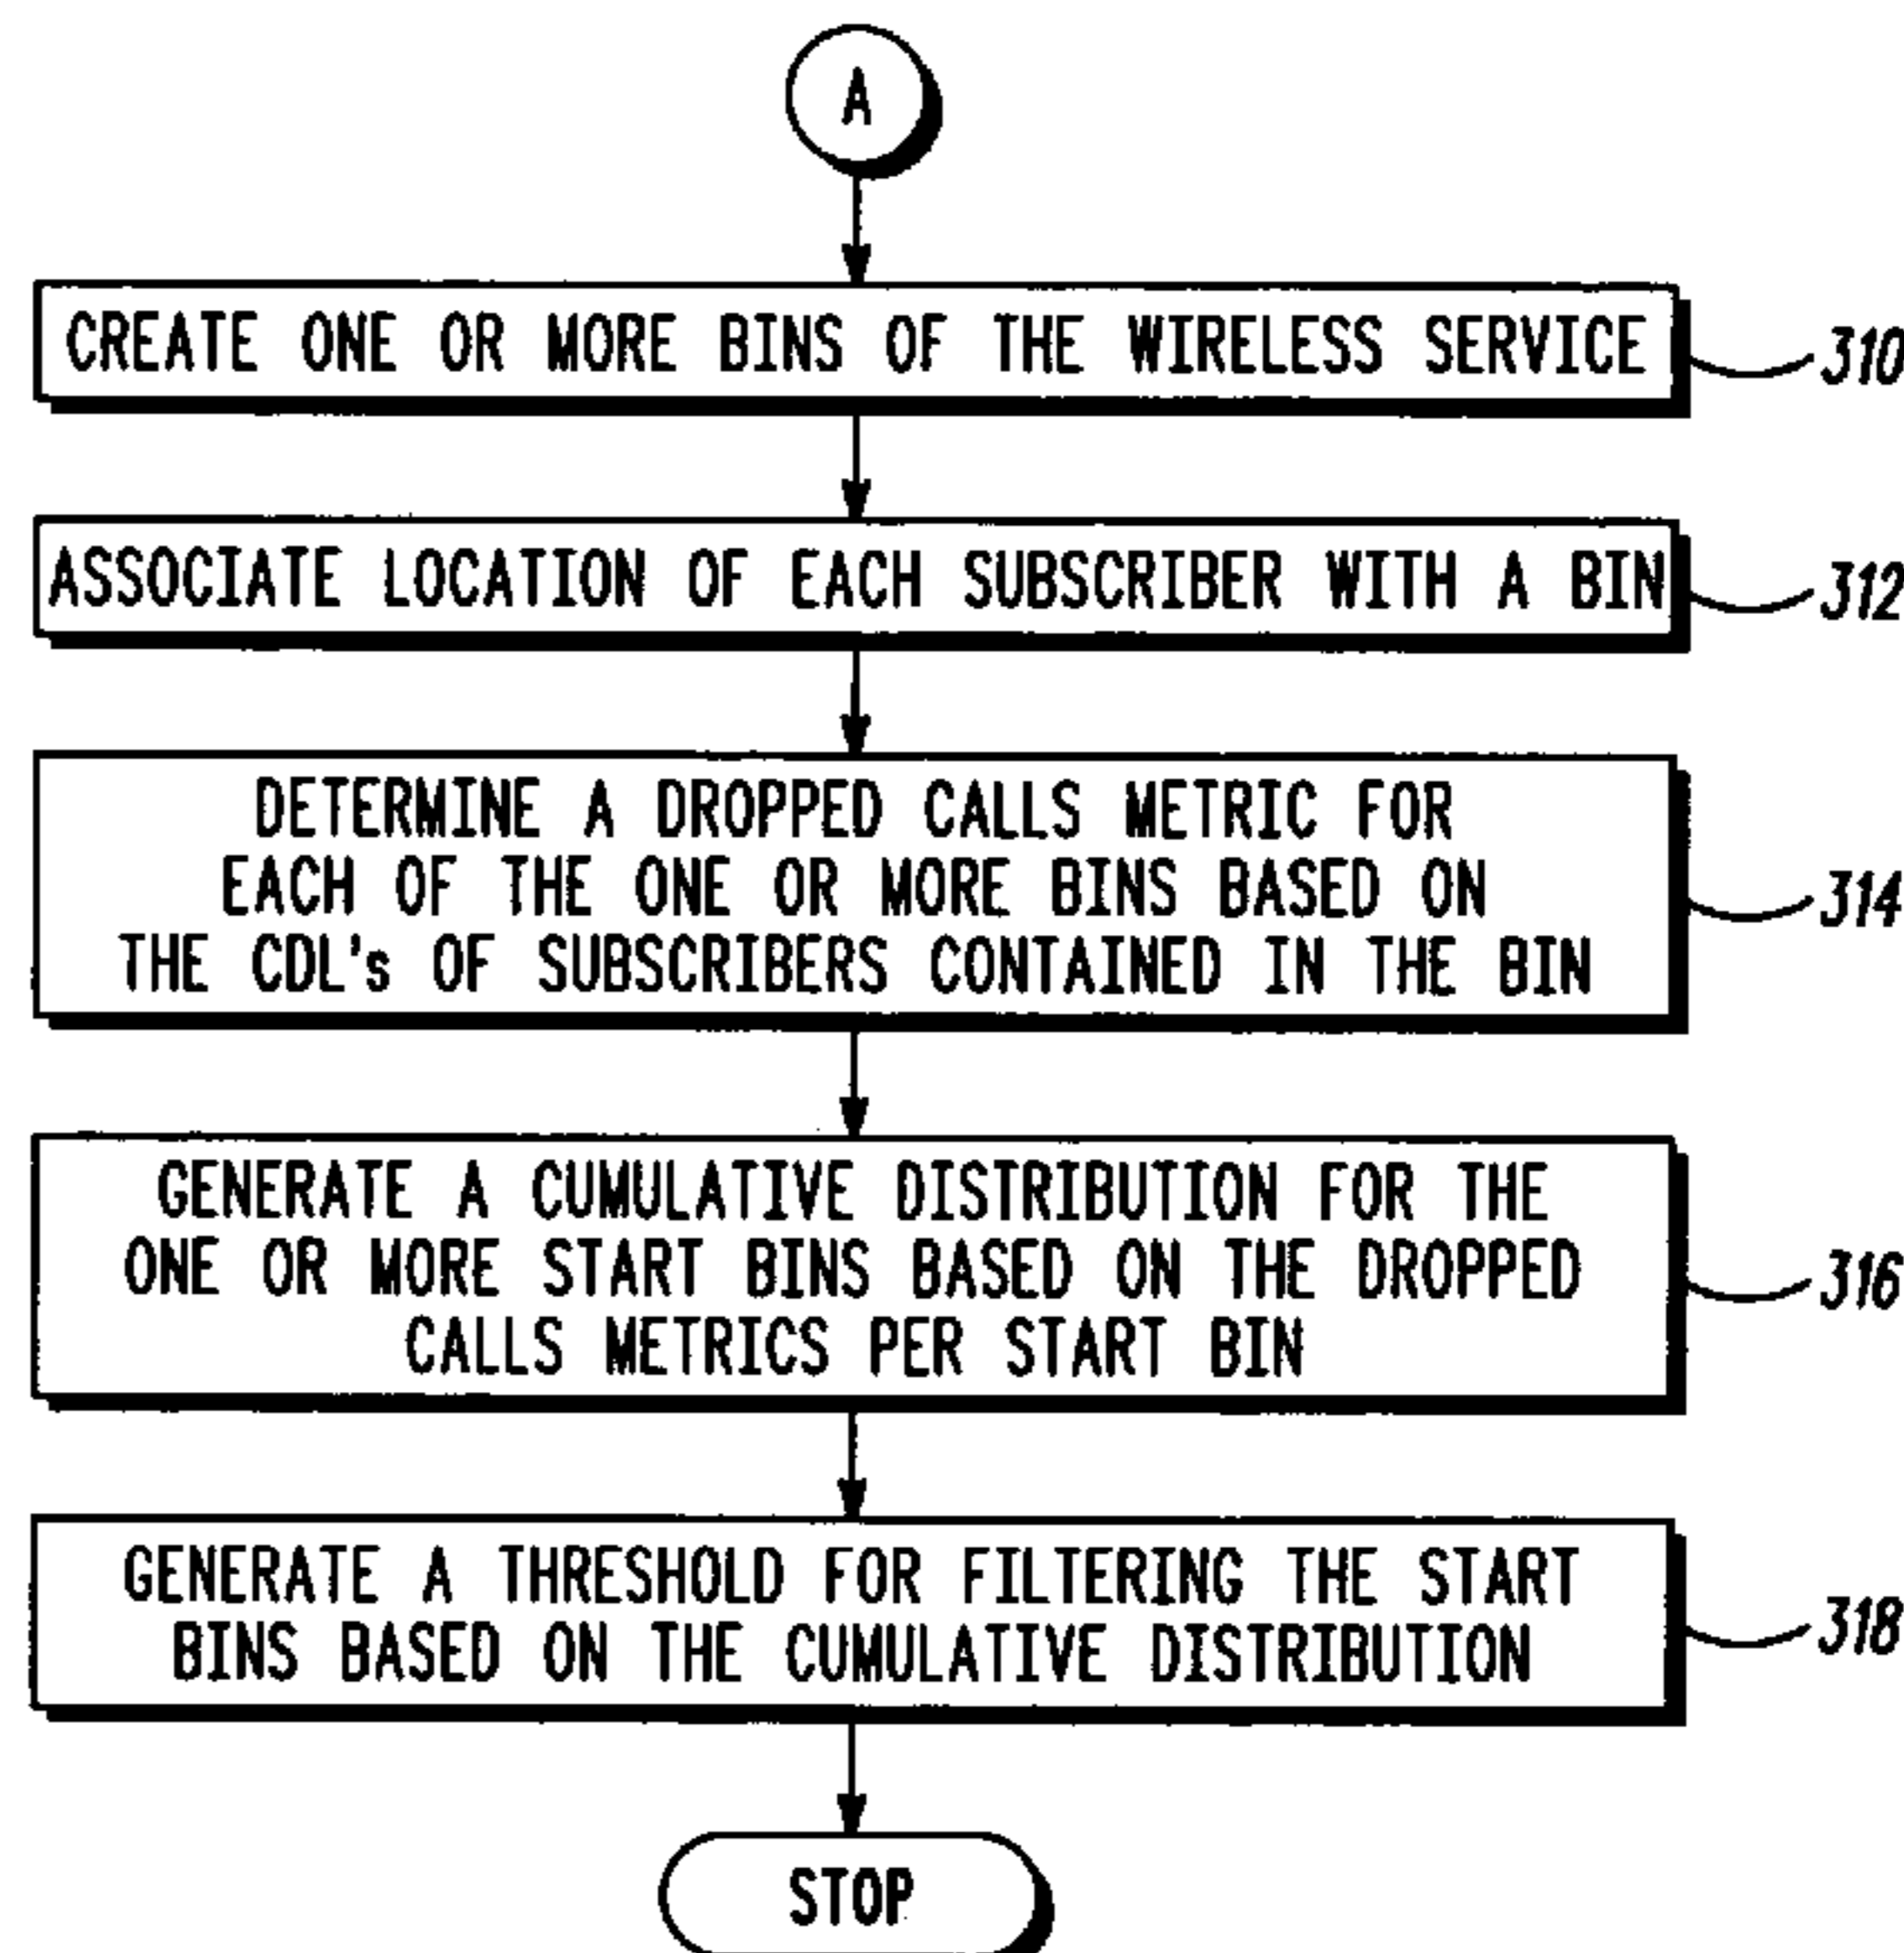 A
CREATE ONE OR MORE BINS OF THE WIRELESS SERVICE
310
ASSOCIATE LOCATION OF EACH SUBSCRIBER WITH A BIN
312
DETERMINE A DROPPED CALLS METRIC FOR
EACH OF THE ONE OR MORE BINS BASED ON
THE CDL's OF SUBSCRIBERS CONTAINED IN THE BIN
314
GENERATE A CUMULATIVE DISTRIBUTION FOR THE
ONE OR MORE START BINS BASED ON THE DROPPED
CALLS METRICS PER START BIN
316
GENERATE A THRESHOLD FOR FILTERING THE START
BINS BASED ON THE CUMULATIVE DISTRIBUTION
318
STOP